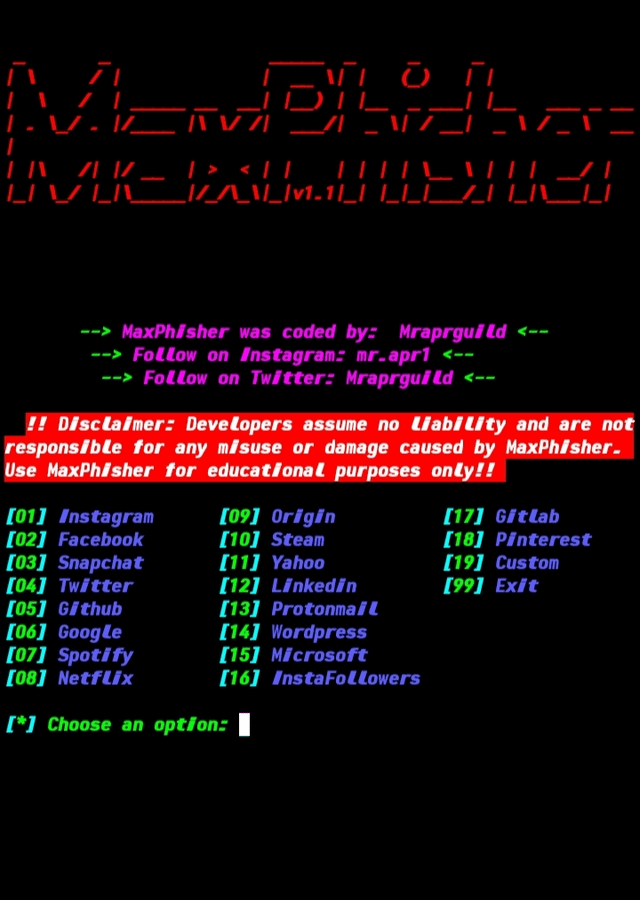 MaxPhisher
v1.1
--> MaxPhisher was coded by: Mraprguild <--
--> Follow on Instagram: mr.apr1 <--
--> Follow on Twitter: Mraprguild <--
!! Disclaimer: Developers assume no liability and are not
responsible for any misuse or damage caused by MaxPhisher.
Use MaxPhisher for educational purposes only!!
[01] Instagram [09] Origin [17] Gitlab
[02] Facebook [10] Steam [18] Pinterest
[03] Snapchat [11] Yahoo [19] Custom
[04] Twitter [12] Linkedin [99] Exit
[05] Github [13] Protonmail
[06] Google [14] Wordpress
[07] Spotify [15] Microsoft
[08] Netflix [16] InstaFollowers
[*] Choose an option: